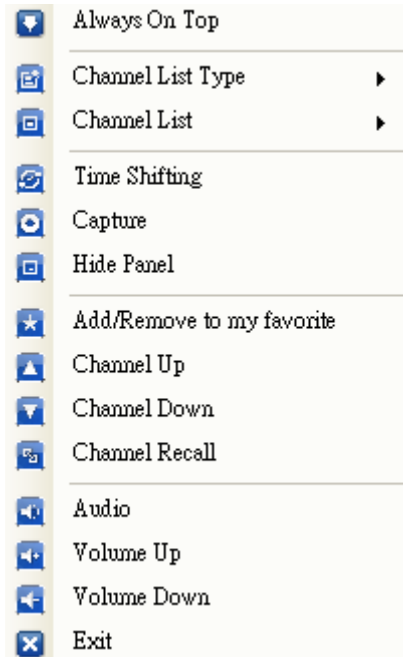 Always On Top
Channel List Type
Channel List
Time Shifting
Capture
Hide Panel
Add/Remove to my favorite
Channel Up
Channel Down
Channel Recall
Audio
Volume Up
Volume Down
Exit